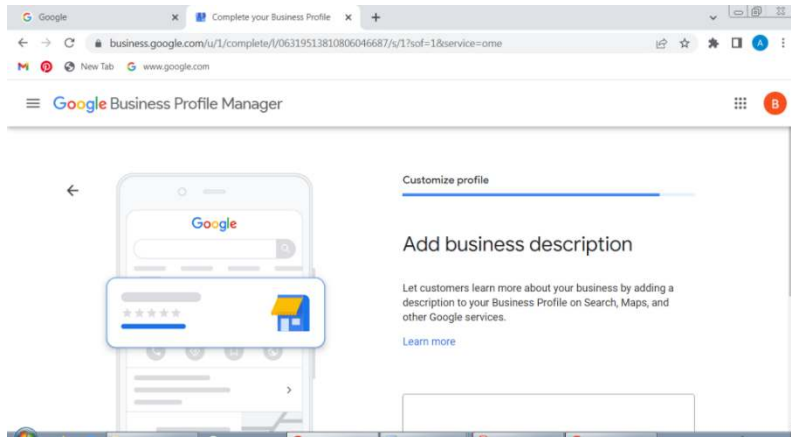 Google
Complete your Business Profile
business.google.com/u/1/complete/l/06319513810806046687/s/1?sof=1&service=ome
A
New Tab
www.google.com
Google Business Profile Manager
B
Customize profile
Google
Add business description
Let customers learn more about your business by adding a
description to your Business Profile on Search, Maps, and
other Google services.
Learn more